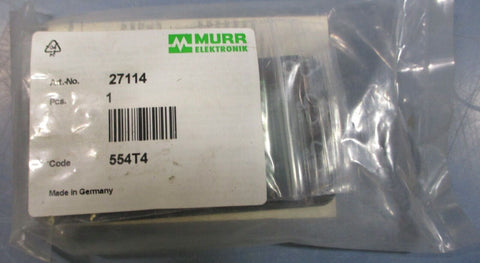 MURR
ELEKTRONIK
Art.-No. 27114
Pcs. 1
Code 554T4
Made in Germany